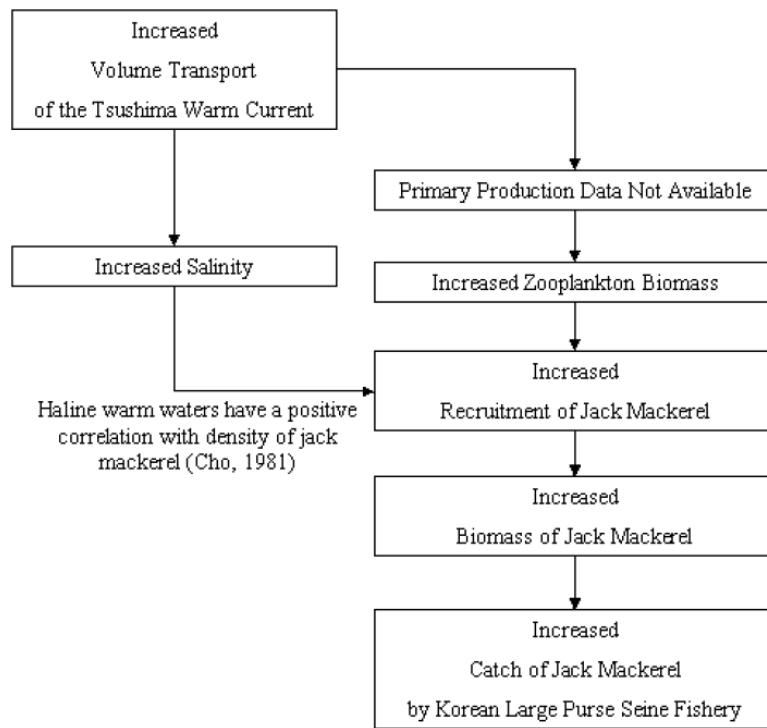 Increased
Volume Transport
of the Tsushima Warm Current
Primary Production Data Not Available
Increased Salinity
Increased Zooplankton Biomass
Increased
Recruitment of Jack Mackerel
Haline warm waters have a positive
correlation with density of jack
mackerel (Cho, 1981)
Increased
Biomass of Jack Mackerel
Increased
Catch of Jack Mackerel
by Korean Large Purse Seine Fishery